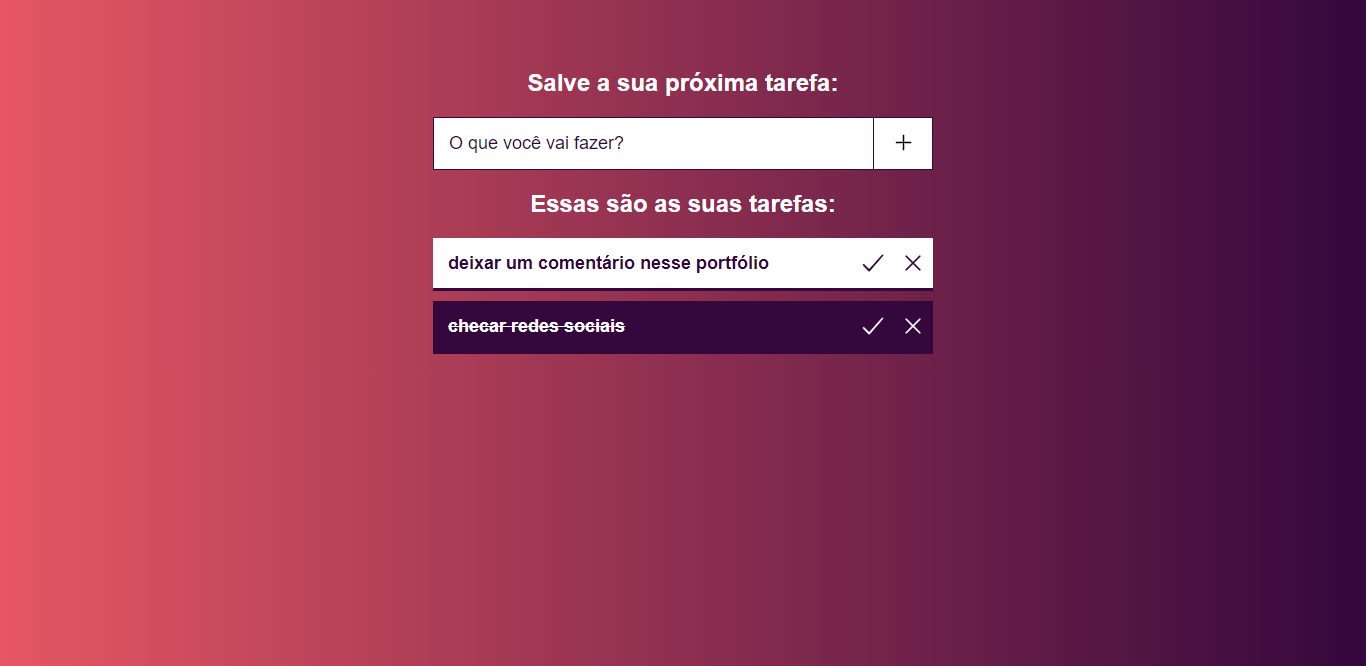 Salve a sua próxima tarefa:
O que você vai fazer?
Essas são as suas tarefas:
deixar um comentário nesse portfólio
checar redes sociais